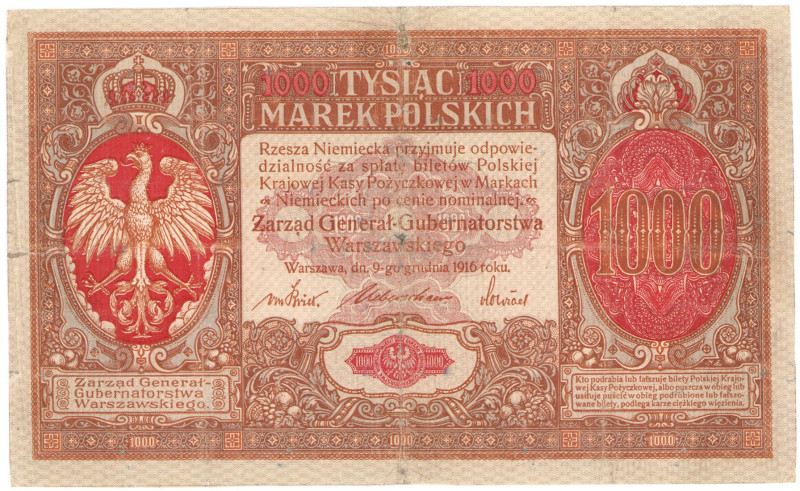 1000
1000 TYSIĄC 1000
MAREK POLSKICH
Rzesza Niemiecka przyjmuje odpowie-
dzialność za spłatę biletów Polskiej
Krajowej Kasy Pożyczkowej w Markach
Niemieckich po cenie nominalnej.
Zarząd Generał-Gubernatorstwa
Warszawskiego
Warszawa, dn. 9-go grudnia 1916 roku.
1000
1000 1000
Zarząd Generał-
Gubernatorstwa
Warszawskiego.
Kto podrabia lub fałszuje bilety Polskiej Krajo-
wej Kasy Pożyczkowej, albo puszcza w obieg lub
usiłuje puścić w obieg podrobione lub fałszo-
wane bilety, podlega karze ciężkiego więzienia.
1000 1000 1000